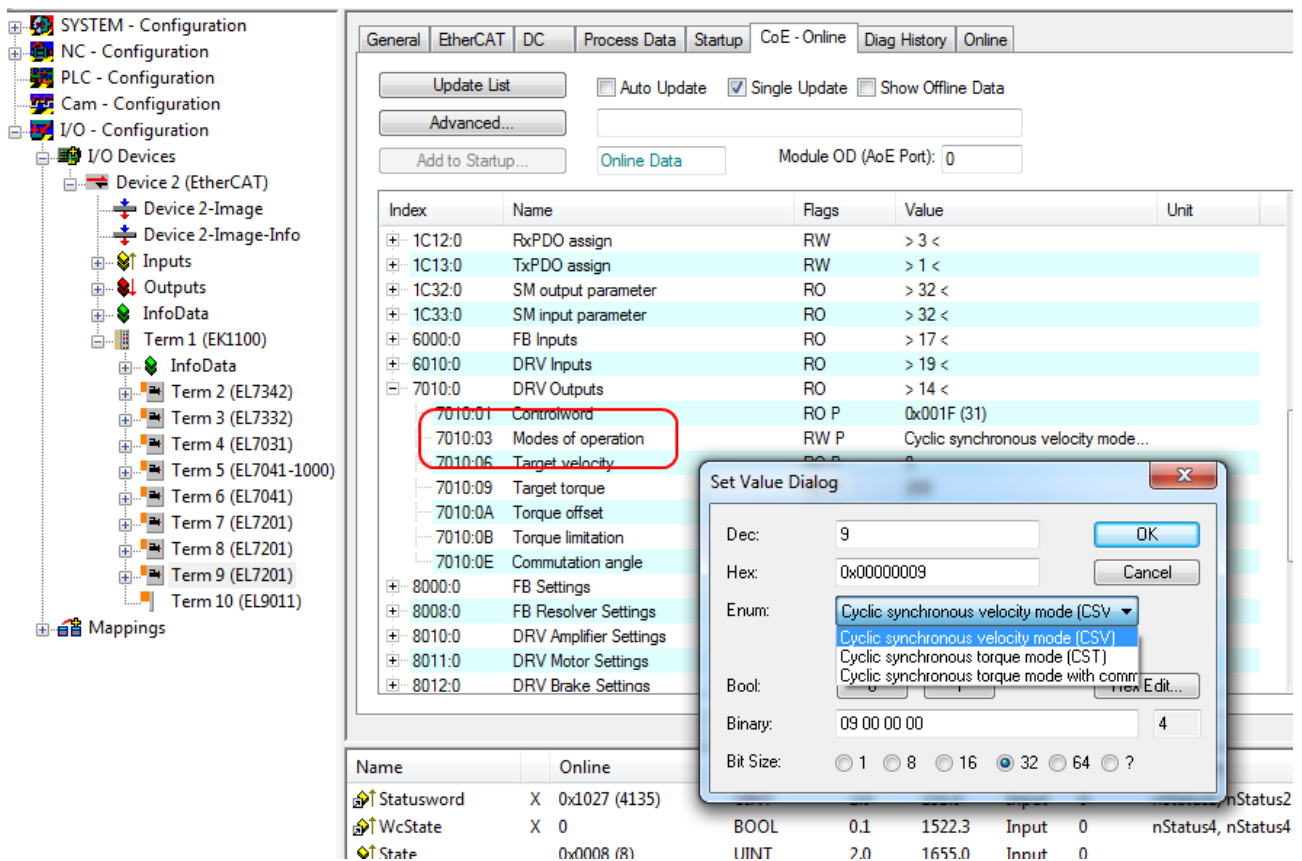 SYSTEM - Configuration
NC - Configuration
PLC - Configuration
Cam - Configuration
I/O - Configuration
I/O Devices
Device 2 (EtherCAT)
Device 2-Image
Device 2-Image-Info
Inputs
Outputs
InfoData
Term 1 (EK1100)
InfoData
Term 2 (EL7342)
Term 3 (EL7332)
Term 4 (EL7031)
Term 5 (EL7041-1000)
Term 6 (EL7041)
Term 7 (EL7201)
Term 8 (EL7201)
Term 9 (EL7201)
Term 10 (EL9011)
Mappings
General EtherCAT DC Process Data Startup CoE - Online Diag History Online
Update List Auto Update Single Update Show Offline Data
Advanced...
Add to Startup... Online Data Module OD (AoE Port): 0
Index Name Flags Value Unit
1C12:0 RxPDO assign RW > 3 <
1C13:0 TxPDO assign RW > 1 <
1C32:0 SM output parameter RO > 32 <
1C33:0 SM input parameter RO > 32 <
6000:0 FB Inputs RO > 17 <
6010:0 DRV Inputs RO > 19 <
7010:0 DRV Outputs RO > 14 <
7010:01 Controlword RO P 0x001F (31)
7010:03 Modes of operation RW P Cyclic synchronous velocity mode...
7010:06 Target velocity RO P
7010:09 Target torque
7010:0A Torque offset
7010:0B Torque limitation
7010:0E Commutation angle
8000:0 FB Settings
8008:0 FB Resolver Settings
8010:0 DRV Amplifier Settings
8011:0 DRV Motor Settings
8012:0 DRV Brake Settings
Set Value Dialog
Dec: 9 OK
Hex: 0x00000009 Cancel
Enum: Cyclic synchronous velocity mode (CSV
Cyclic synchronous velocity mode (CSV)
Cyclic synchronous torque mode (CST)
Cyclic synchronous torque mode with comm
Bool: 0 1 Hex Edit...
Binary: 09 00 00 00 4
Bit Size: 1 8 16 32 64 ?
Name Online
Statusword X 0x1027 (4135) Input 0 nStatus2
WcState X 0 BOOL 0.1 1522.3 Input 0 nStatus4, nStatus4
State 0x0008 (8) UINT 2.0 1655.0 Input 0